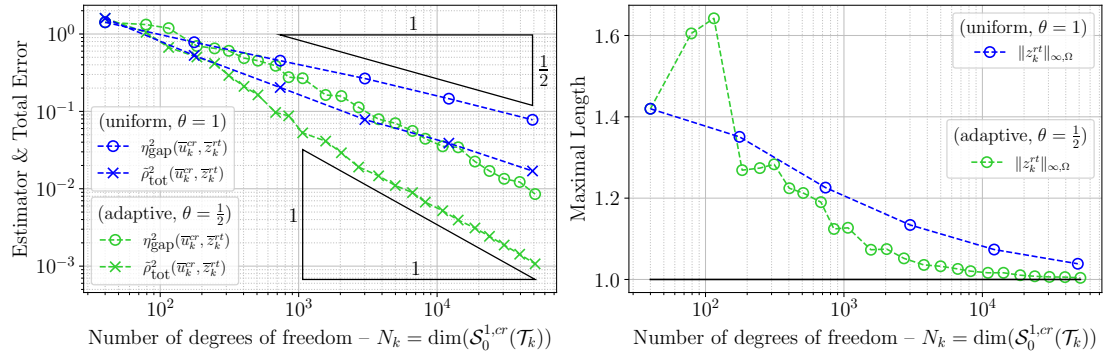 Estimator & Total Error
10^0
10^{-1}
10^{-2}
10^{-3}
1
1/2
(uniform, θ = 1)
η²_gap(ū_k^{cr}, z̄_k^{rt})
ρ̃²_tot(ū_k^{cr}, z̄_k^{rt})
(adaptive, θ = 1/2)
η²_gap(ū_k^{cr}, z̄_k^{rt})
ρ̃²_tot(ū_k^{cr}, z̄_k^{rt})
1
1
10^2
10^3
10^4
Number of degrees of freedom – N_k = dim(𝒮_0^{1,cr}(𝒯_k))
Maximal Length
1.6
1.4
1.2
1.0
(uniform, θ = 1)
‖z_k^{rt}‖_{∞,Ω}
(adaptive, θ = 1/2)
‖z_k^{rt}‖_{∞,Ω}
10^2
10^3
10^4
Number of degrees of freedom – N_k = dim(𝒮_0^{1,cr}(𝒯_k))